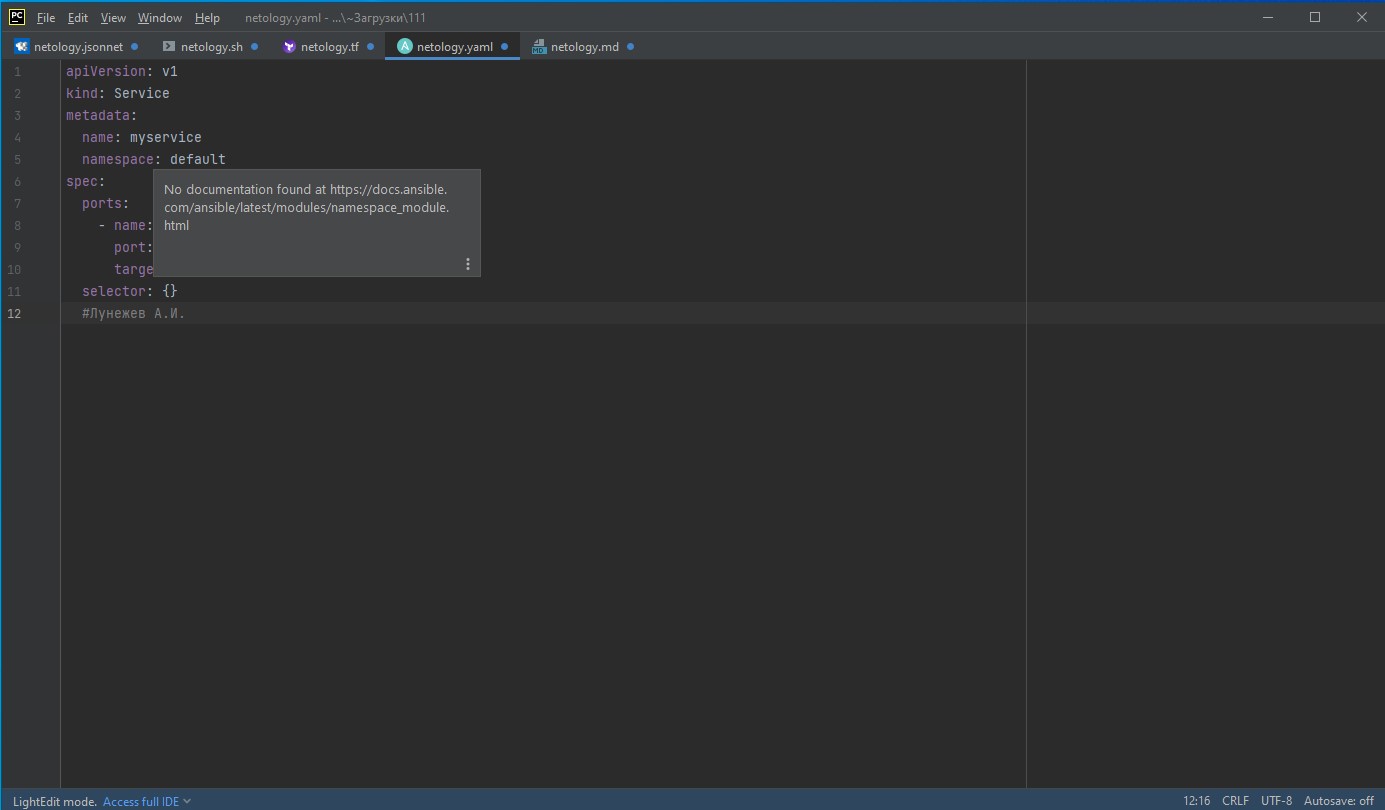 PC File Edit View Window Help netology.yaml - ...\~Загрузки\111
netology.jsonnet netology.sh netology.tf A netology.yaml MD netology.md
1 apiVersion: v1
2 kind: Service
3 metadata:
4 name: myservice
5 namespace: default
6 spec:
7 ports:
8 - name:
9 port:
10 targe
11 selector: {}
12 #Лунежев А.И.
No documentation found at https://docs.ansible.
com/ansible/latest/modules/namespace_module.
html
LightEdit mode. Access full IDE 12:16 CRLF UTF-8 Autosave: off